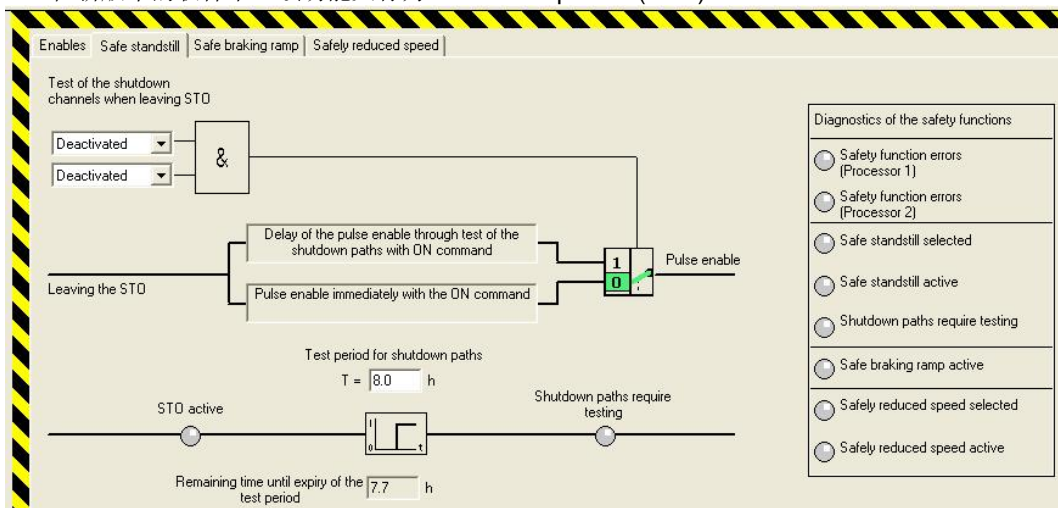 Enables Safe standstill Safe braking ramp Safely reduced speed
Test of the shutdown
channels when leaving STO
Deactivated
Deactivated
&
Delay of the pulse enable through test of the
shutdown paths with ON command
Leaving the STO
Pulse enable immediately with the ON command
1
0
Pulse enable
Test period for shutdown paths
T = 8.0 h
STO active
1
0
t
Shutdown paths require
testing
Remaining time until expiry of the
test period
7.7 h
Diagnostics of the safety functions
Safety function errors
(Processor 1)
Safety function errors
(Processor 2)
Safe standstill selected
Safe standstill active
Shutdown paths require testing
Safe braking ramp active
Safely reduced speed selected
Safely reduced speed active